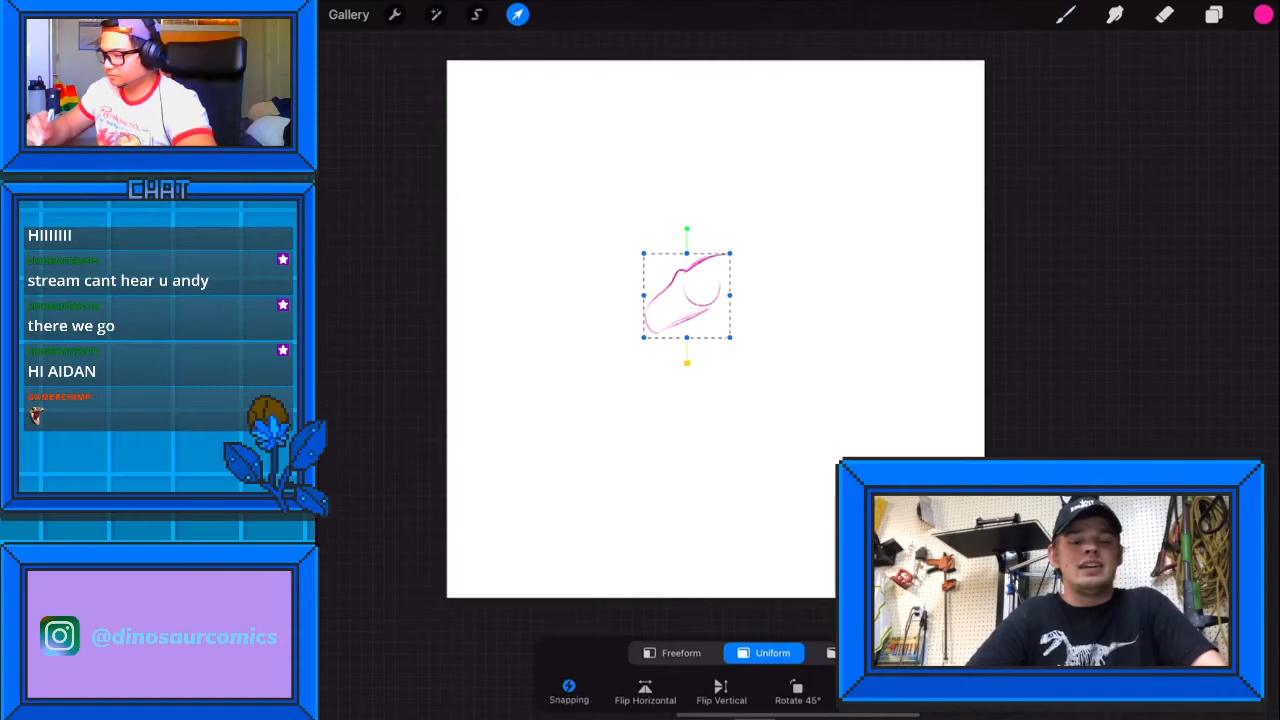 Gallery
CHAT
HIIIIIII
stream cant hear u andy
there we go
HI AIDAN
GAMERCHIMP
@dinosaurcomics
Freeform
Uniform
Snapping
Flip Horizontal
Flip Vertical
Rotate 45°